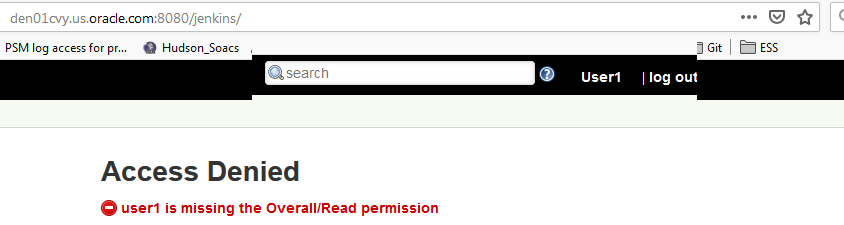 den01cvy.us.oracle.com:8080/jenkins/
PSM log access for pr... Hudson_Soacs Git ESS
search ? User1 | log out
Access Denied
user1 is missing the Overall/Read permission